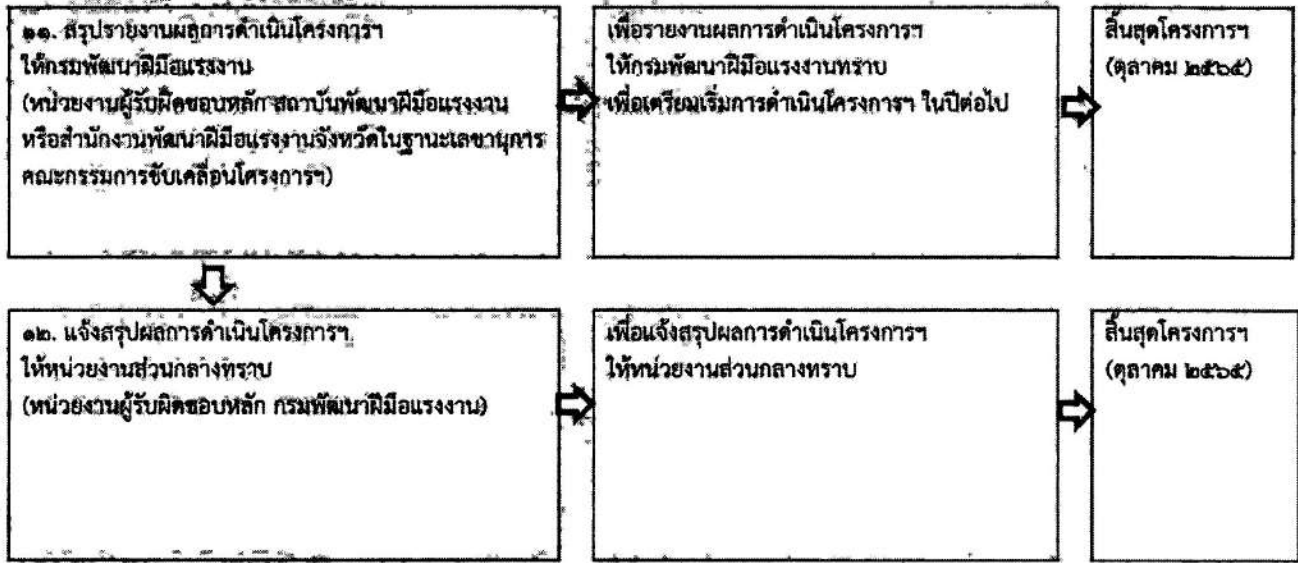 ๑๑. สรุปรายงานผลการดำเนินโครงการฯ
ให้กรมพัฒนาฝีมือแรงงาน
(หน่วยงานผู้รับผิดชอบหลัก สถาบันพัฒนาฝีมือแรงงาน
หรือสำนักงานพัฒนาฝีมือแรงงานจังหวัดในฐานะเลขานุการ
คณะกรรมการขับเคลื่อนโครงการฯ)
เพื่อรายงานผลการดำเนินโครงการฯ
ให้กรมพัฒนาฝีมือแรงงานทราบ
เพื่อเตรียมเริ่มการดำเนินโครงการฯ ในปีต่อไป
สิ้นสุดโครงการฯ
(ตุลาคม ๒๕๖๕)
๑๒. แจ้งสรุปผลการดำเนินโครงการฯ
ให้หน่วยงานส่วนกลางทราบ
(หน่วยงานผู้รับผิดชอบหลัก กรมพัฒนาฝีมือแรงงาน)
เพื่อแจ้งสรุปผลการดำเนินโครงการฯ
ให้หน่วยงานส่วนกลางทราบ
สิ้นสุดโครงการฯ
(ตุลาคม ๒๕๖๕)